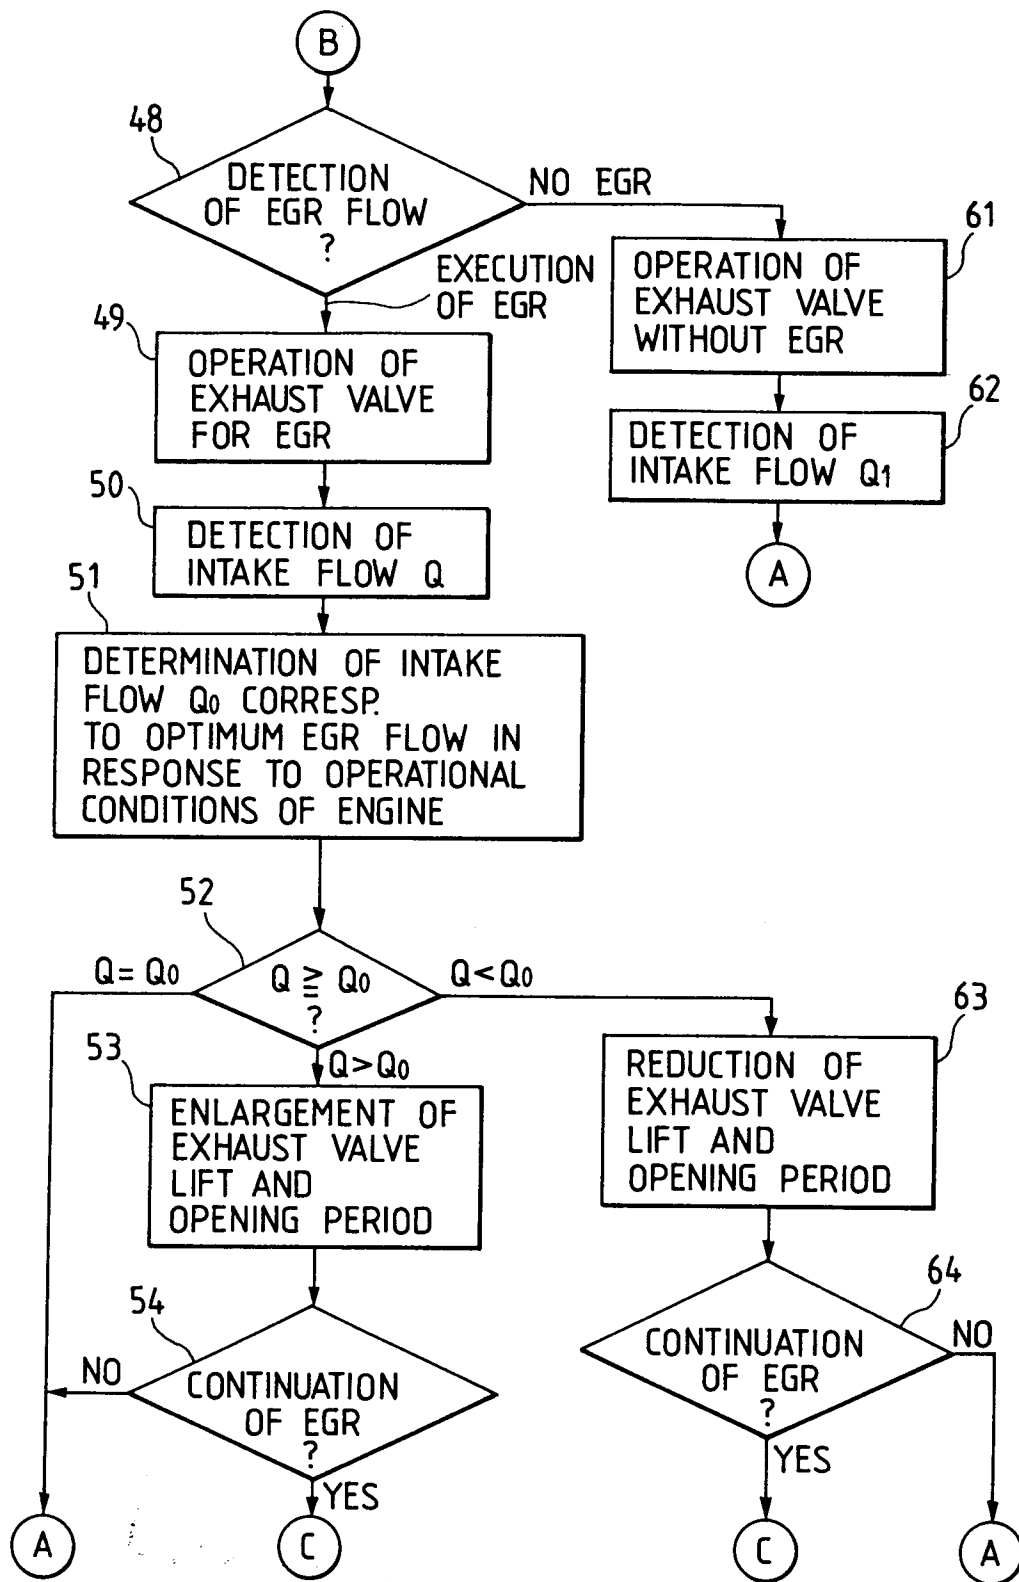 B
48
DETECTION
OF EGR FLOW
?
NO EGR
EXECUTION
OF EGR
61
OPERATION OF
EXHAUST VALVE
WITHOUT EGR
49
OPERATION OF
EXHAUST VALVE
FOR EGR
62
DETECTION OF
INTAKE FLOW Q1
A
50
DETECTION OF
INTAKE FLOW Q
51
DETERMINATION OF INTAKE
FLOW Q0 CORRESP.
TO OPTIMUM EGR FLOW IN
RESPONSE TO OPERATIONAL
CONDITIONS OF ENGINE
52
Q = Q0
Q ≧ Q0
?
Q < Q0
Q > Q0
53
ENLARGEMENT OF
EXHAUST VALVE
LIFT AND
OPENING PERIOD
63
REDUCTION OF
EXHAUST VALVE
LIFT AND
OPENING PERIOD
54
NO
CONTINUATION
OF EGR
?
YES
64
CONTINUATION
OF EGR
?
NO
YES
A
C
C
A